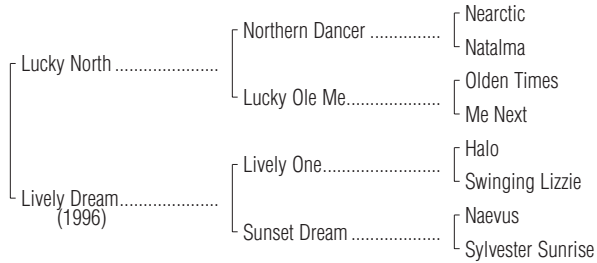 Nearctic
Northern Dancer ...............
Natalma
Lucky North ......................
Olden Times
Lucky Ole Me....................
Me Next
Halo
Lively One.........................
Swinging Lizzie
Lively Dream.....................
(1996)
Naevus
Sunset Dream ...................
Sylvester Sunrise